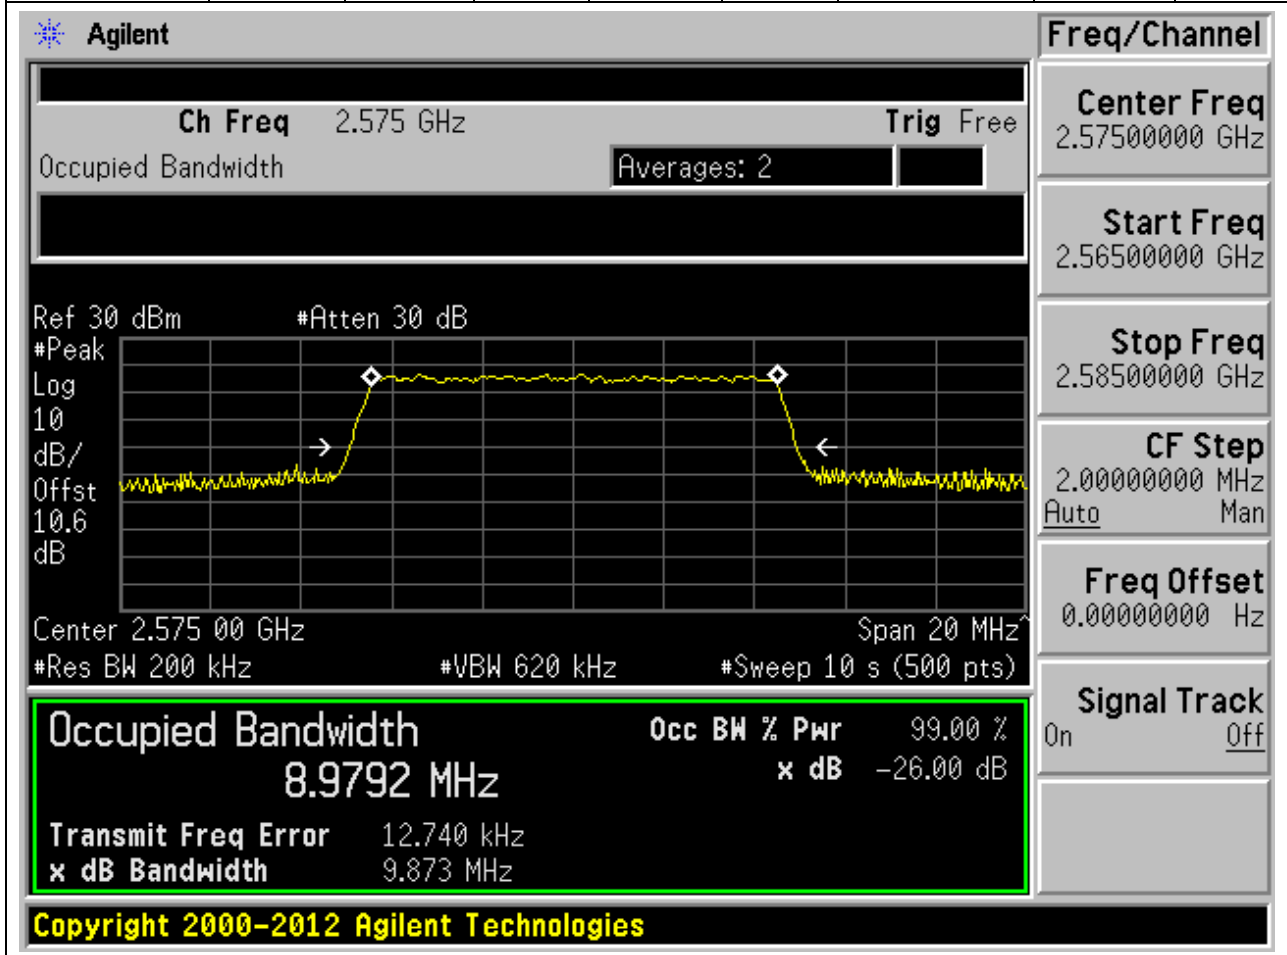 Agilent
Freq/Channel
Ch Freq 2.575 GHz Trig Free
Occupied Bandwidth Averages: 2
Center Freq
2.57500000 GHz
Start Freq
2.56500000 GHz
Stop Freq
2.58500000 GHz
CF Step
2.00000000 MHz
Auto Man
Freq Offset
0.00000000 Hz
Signal Track
On Off
Ref 30 dBm #Atten 30 dB
#Peak
Log
10
dB/
Offst
10.6
dB
Center 2.575 00 GHz Span 20 MHz^
#Res BW 200 kHz #VBW 620 kHz #Sweep 10 s (500 pts)
Occupied Bandwidth Occ BW % Pwr 99.00 %
8.9792 MHz x dB -26.00 dB
Transmit Freq Error 12.740 kHz
x dB Bandwidth 9.873 MHz
Copyright 2000-2012 Agilent Technologies